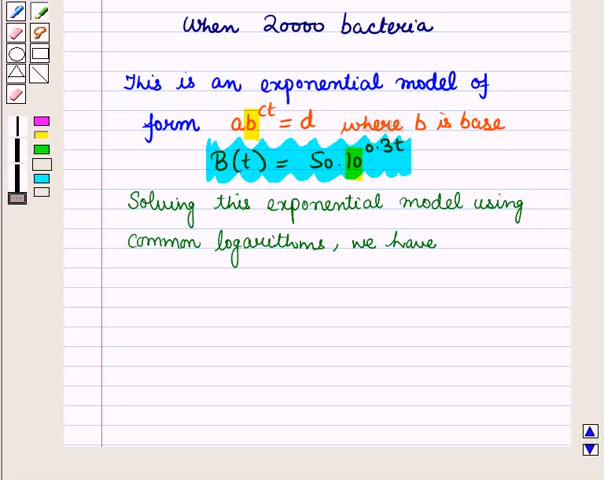 When 20000 bacteria
This is an exponential model of
form ab^ct = d where b is base
B(t) = 50.10^0.3t
Solving this exponential model using
common logarithms, we have